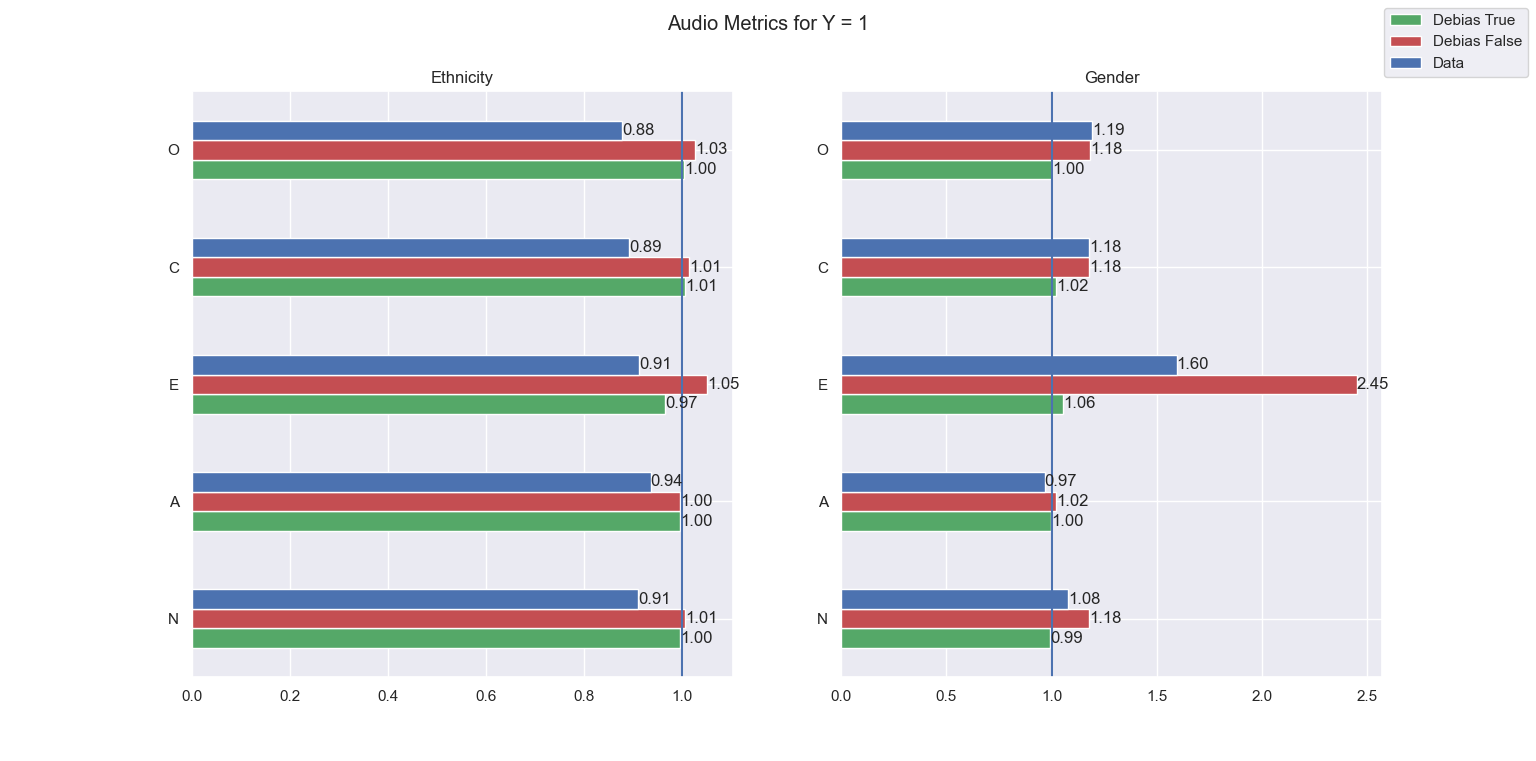 Audio Metrics for Y = 1
Debias True
Debias False
Data
Ethnicity
O
0.88
1.03
1.00
C
0.89
1.01
1.01
E
0.91
1.05
0.97
A
0.94
1.00
1.00
N
0.91
1.01
1.00
0.0 0.2 0.4 0.6 0.8 1.0
Gender
O
1.19
1.18
1.00
C
1.18
1.18
1.02
E
1.60
2.45
1.06
A
0.97
1.02
1.00
N
1.08
1.18
0.99
0.0 0.5 1.0 1.5 2.0 2.5